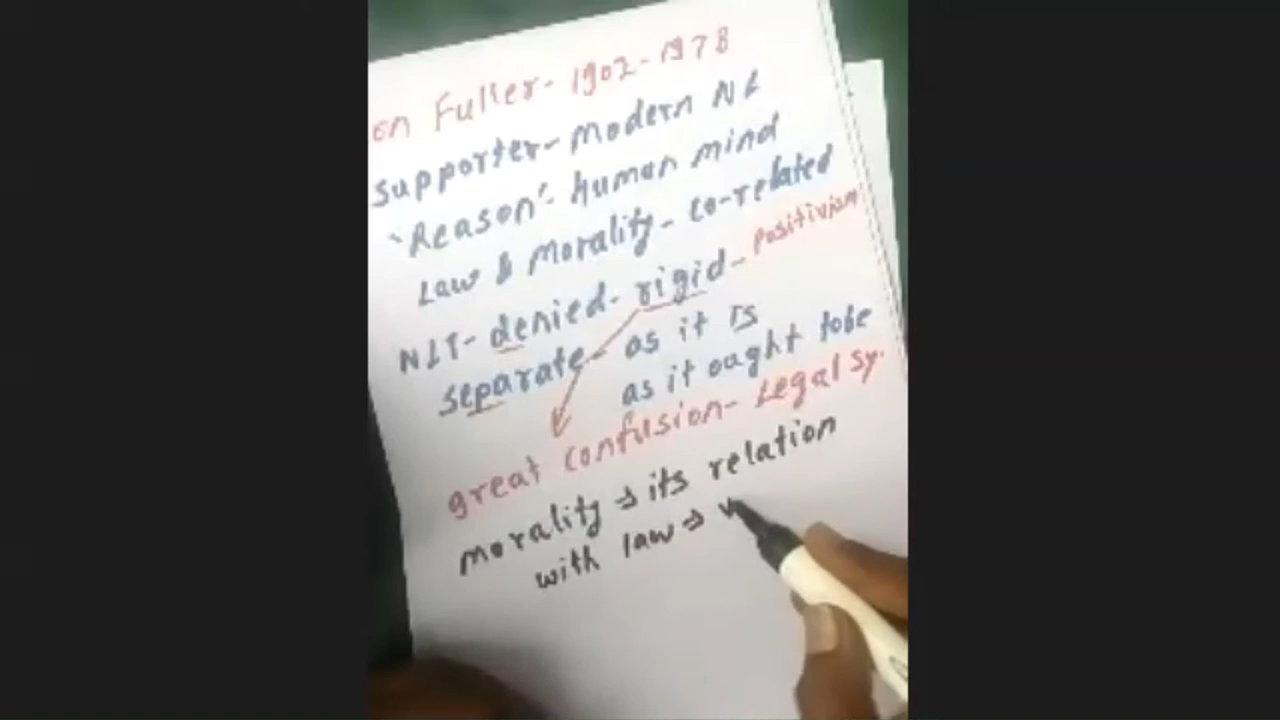 on Fuller- 1902-1978
supporter- modern NL
'Reason'- human mind
Law & Morality- co-related
NLT- denied- rigid- positivism
separate- as it is
as it ought tobe
great confusion- Legal sy.
morality ⇒ its relation
with law ⇒